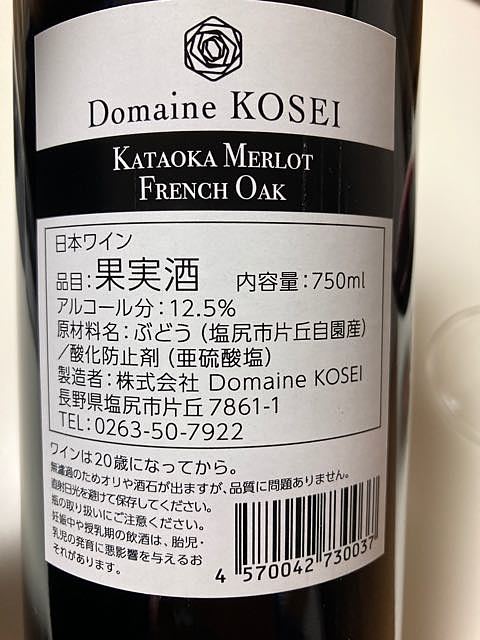 Domaine KOSEI
KATAOKA MERLOT
FRENCH OAK
日本ワイン
品目:果実酒 内容量:750ml
アルコール分:12.5%
原材料名:ぶどう(塩尻市片丘自園産)
/酸化防止剤(亜硫酸塩)
製造者:株式会社 Domaine KOSEI
長野県塩尻市片丘7861-1
TEL:0263-50-7922
ワインは20歳になってから。
無濾過のためオリや酒石が出ますが、品質に問題ありません。
直射日光を避けて保存してください。
瓶の取り扱いにご注意ください。
妊娠中や授乳期の飲酒は、胎児・
乳児の発育に悪影響を与えるお
それがあります。
4 570042 730037